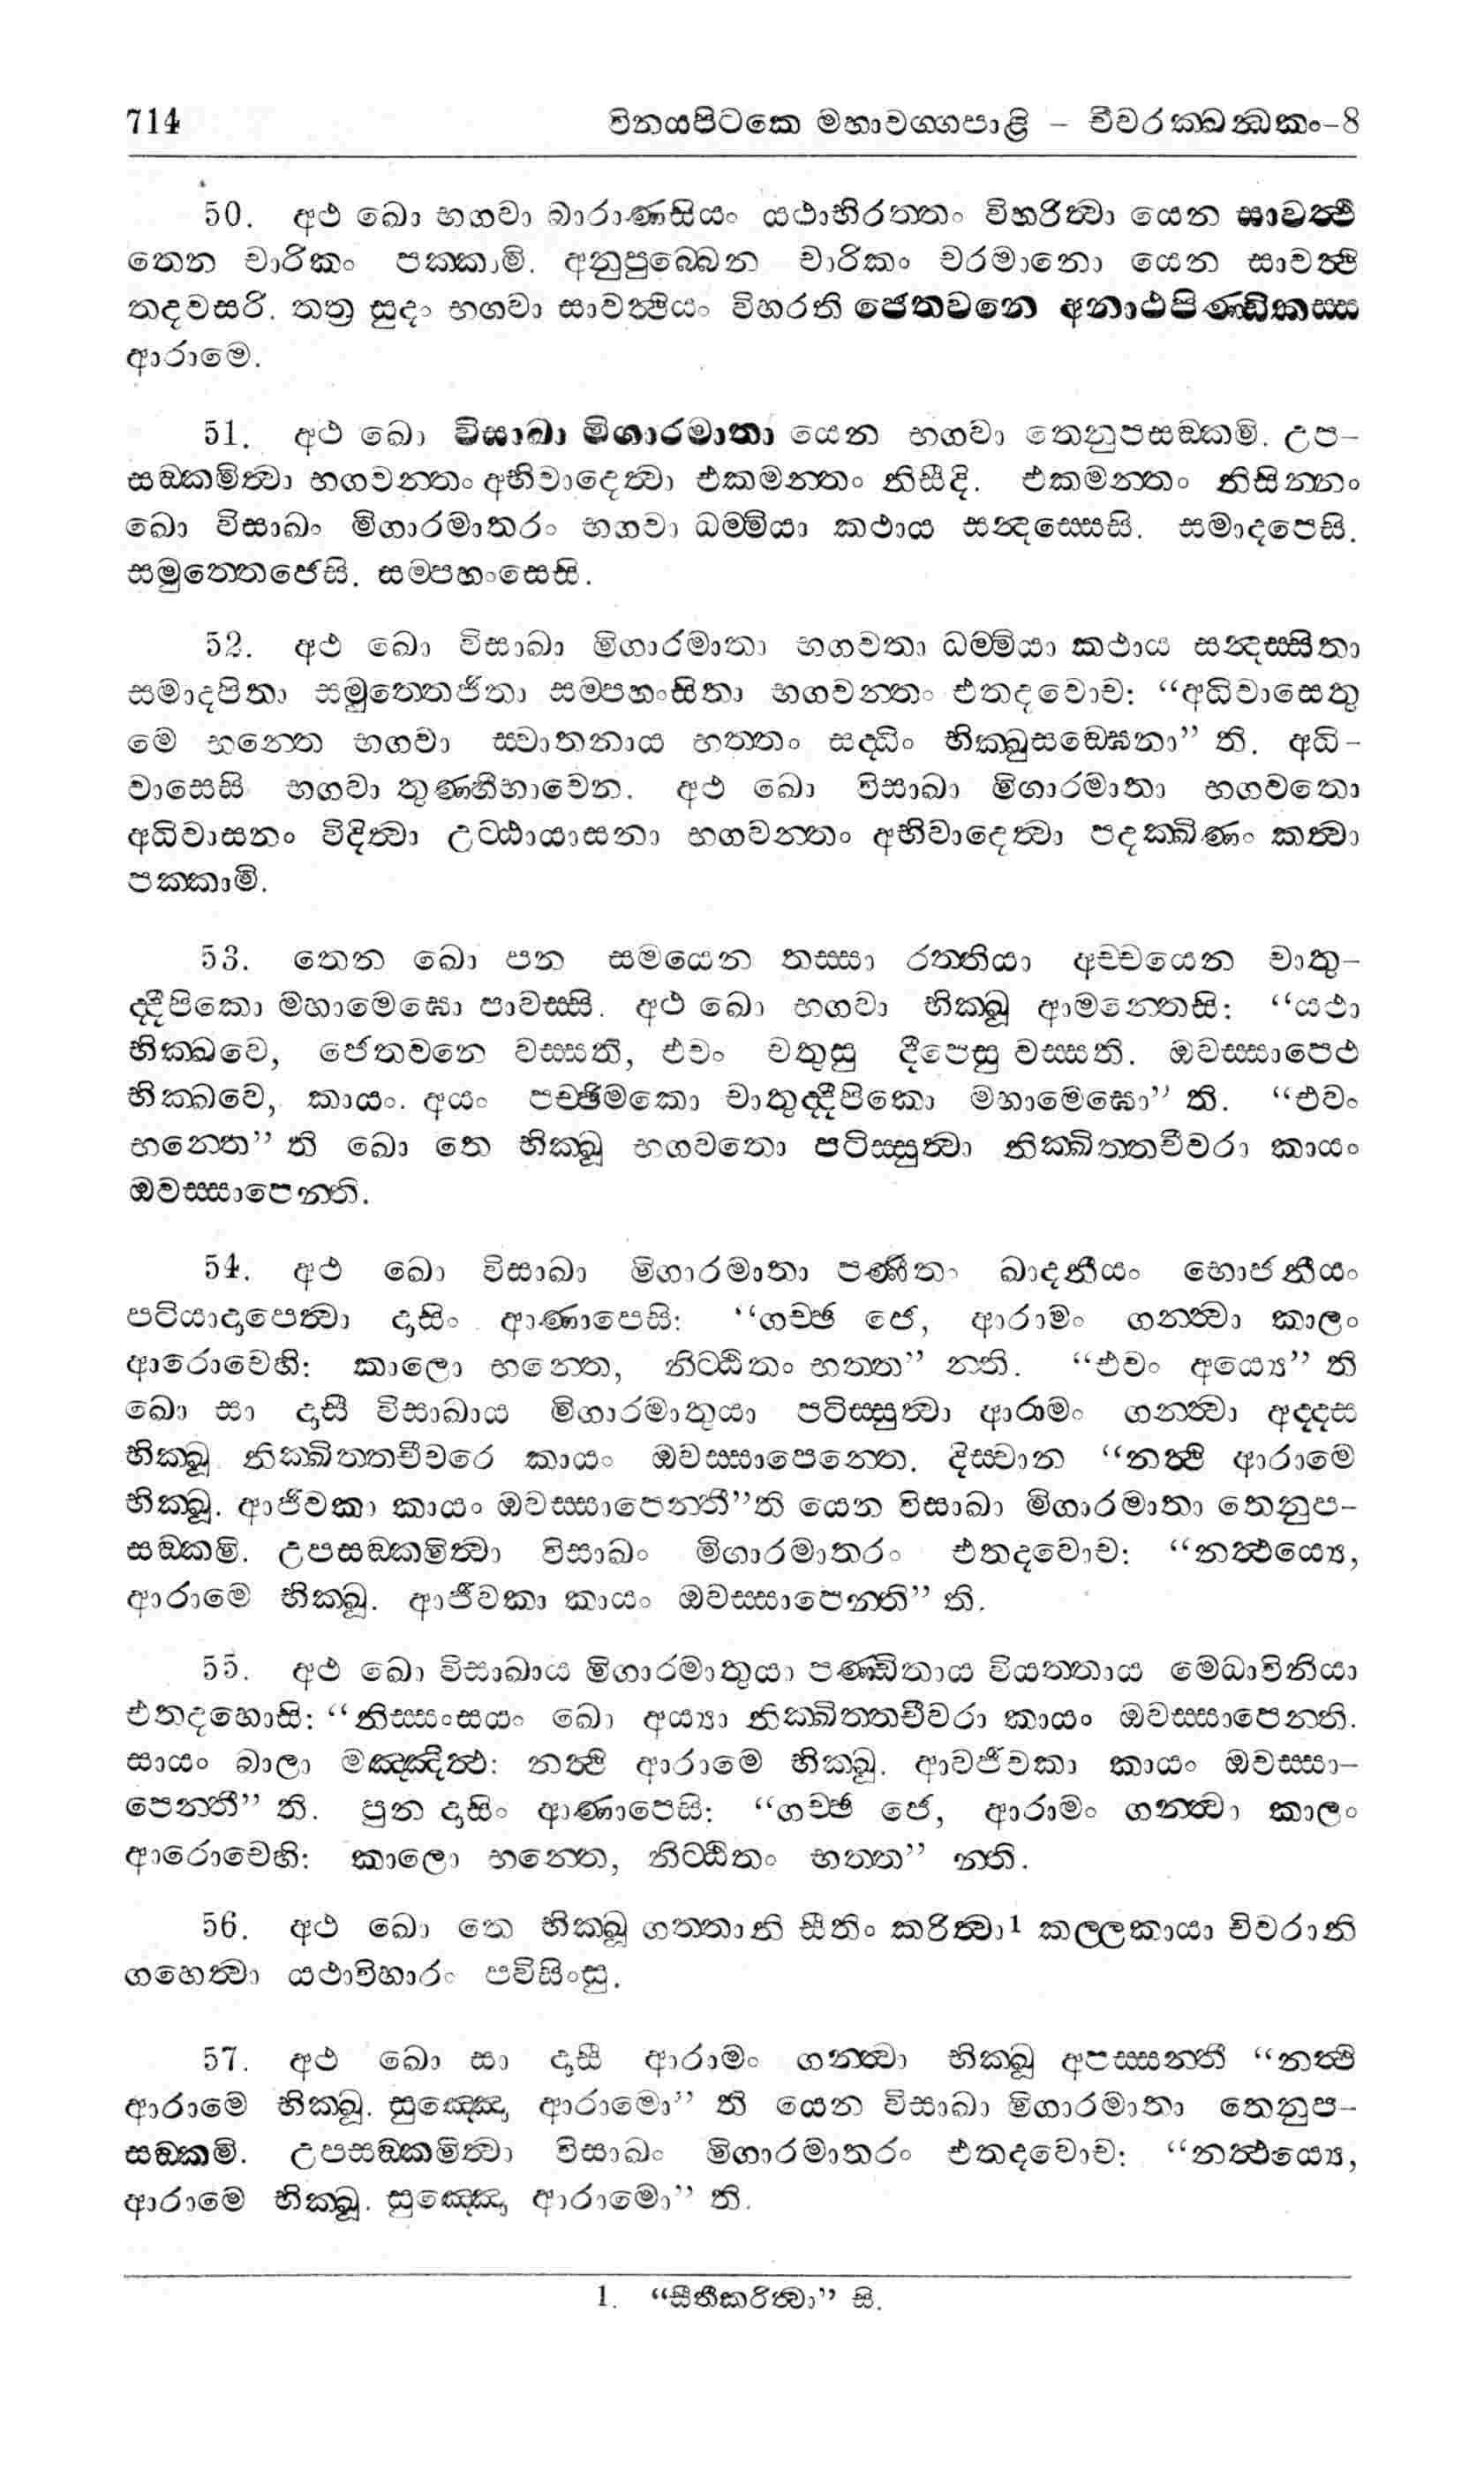 714 විනයපිටකෙ මහාවග්ගපාළි – චීවරක්ඛන්ධකං-8
50. අථ ඛො භගවා බාරාණසියං යථාභිරන්තං විහරිත්වා යෙන සාවත්ථි
තෙන චාරිකං පක්කාමි. අනුපුබ්බෙන චාරිකං චරමානො යෙන සාවත්ථි
තදවසරි. තත්‍ර සුදං භගවා සාවත්ථියං විහරති ජෙතවනෙ අනාථපිණ්ඩිකස්ස
ආරාමෙ.
51. අථ ඛො විසාඛා මිගාරමාතා යෙන භගවා තෙනුපසඞ්කමි. උප-
සඞ්කමිත්වා භගවන්තං අභිවාදෙත්වා එකමන්තං නිසීදි. එකමන්තං නිසින්නං
ඛො විසාඛං මිගාරමාතරං භගවා ධම්මියා කථාය සන්දස්සෙසි. සමාදපෙසි.
සමුත්තෙජෙසි. සම්පහංසෙසි.
52. අථ ඛො විසාඛා මිගාරමාතා භගවතා ධම්මියා කථාය සන්දස්සිතා
සමාදපිතා සමුත්තෙජිතා සම්පහංසිතා භගවන්තං එතදවොච: “අධිවාසෙතු
මෙ භන්තෙ භගවා ස්වාතනාය භත්තං සද්ධිං භික්ඛුසඞ්ඝෙනා” ති. අධි-
වාසෙසි භගවා තුණ්හීභාවෙන. අථ ඛො විසාඛා මිගාරමාතා භගවතො
අධිවාසනං විදිත්වා උට්ඨායාසනා භගවන්තං අභිවාදෙත්වා පදක්ඛිණං කත්වා
පක්කාමි.
53. තෙන ඛො පන සමයෙන තස්සා රත්තියා අච්චයෙන චාතු-
ද්දීපිකො මහාමෙඝො පාවස්සි. අථ ඛො භගවා භික්ඛූ ආමන්තෙසි: “යථා
භික්ඛවෙ, ජෙතවනෙ වස්සති, එවං චතුසු දීපෙසු වස්සති. ඔවස්සාපෙථ
භික්ඛවෙ, කායං. අයං පච්ඡිමකො චාතුද්දීපිකො මහාමෙඝො” ති. “එවං
භන්තෙ” ති ඛො තෙ භික්ඛූ භගවතො පටිස්සුත්වා නික්ඛිත්තචීවරා කායං
ඔවස්සාපෙන්ති.
54. අථ ඛො විසාඛා මිගාරමාතා පණීතං ඛාදනීයං භොජනීයං
පටියාදාපෙත්වා දාසිං ආණාපෙසි: “ගච්ඡ ජෙ, ආරාමං ගන්ත්වා කාලං
ආරොචෙහි: කාලො භන්තෙ, නිට්ඨිතං භත්ත” න්ති. “එවං අය්‍යෙ” ති
ඛො සා දාසී විසාඛාය මිගාරමාතුයා පටිස්සුත්වා ආරාමං ගන්ත්වා අද්දස
භික්ඛූ නික්ඛිත්තචීවරෙ කායං ඔවස්සාපෙන්තෙ. දිස්වාන “නත්ථි ආරාමෙ
භික්ඛූ. ආජීවකා කායං ඔවස්සාපෙන්තී”ති යෙන විසාඛා මිගාරමාතා තෙනුප-
සඞ්කමි. උපසඞ්කමිත්වා විසාඛං මිගාරමාතරං එතදවොච: “නත්ථය්‍යෙ,
ආරාමෙ භික්ඛූ. ආජීවකා කායං ඔවස්සාපෙන්ති” ති.
55. අථ ඛො විසාඛාය මිගාරමාතුයා පණ්ඩිතාය වියත්තාය මෙධාවිනියා
එතදහොසි: “නිස්සංසයං ඛො අය්‍යා නික්ඛිත්තචීවරා කායං ඔවස්සාපෙන්ති.
සායං බාලා මඤ්ඤිත්ථ: නත්ථි ආරාමෙ භික්ඛූ. ආවජීවකා කායං ඔවස්සා-
පෙන්තී” ති. පුන දාසිං ආණාපෙසි: “ගච්ඡ ජෙ, ආරාමං ගන්ත්වා කාලං
ආරොචෙහි: කාලො භන්තෙ, නිට්ඨිතං භත්ත” න්ති.
56. අථ ඛො තෙ භික්ඛූ ගත්තානි සීතිං කරිත්වා1 කල්ලකායා චිවරානි
ගහෙත්වා යථාවිහාරං පවිසිංසු.
57. අථ ඛො සා දාසී ආරාමං ගන්ත්වා භික්ඛූ අපස්සන්තී “නත්ථි
ආරාමෙ භික්ඛූ. සුඤ්ඤො ආරාමො” ති යෙන විසාඛා මිගාරමාතා තෙනුප-
සඞ්කමි. උපසඞ්කමිත්වා විසාඛං මිගාරමාතරං එතදවොච: “නත්ථය්‍යෙ,
ආරාමෙ භික්ඛූ. සුඤ්ඤො ආරාමො” ති.
1. “සීතීකරිත්වා” සි.